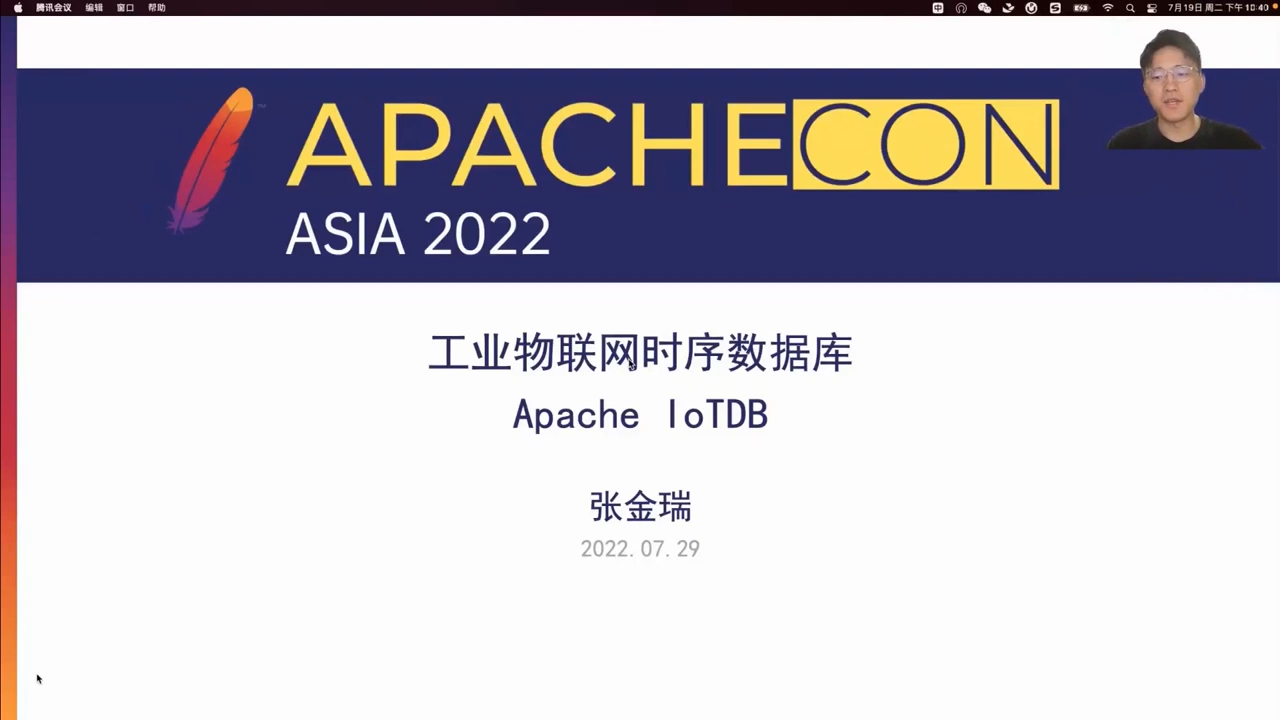 腾讯会议 编辑 窗口 帮助 7月19日 周二 下午 10:40
APACHECON
ASIA 2022
工业物联网时序数据库
Apache IoTDB
张金瑞
2022.07.29